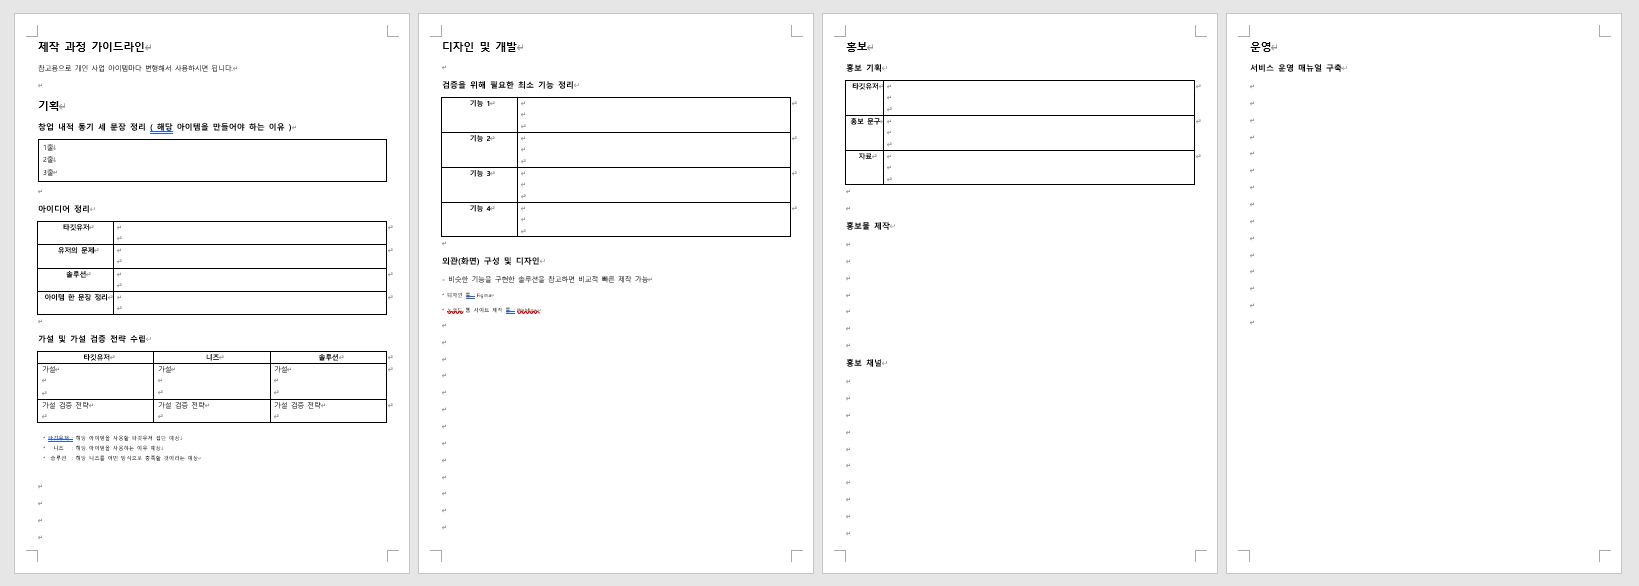 제작 과정 가이드라인
참고용으로 개인 사업 아이템마다 변형해서 사용하시면 됩니다.
기획
창업 내적 동기 세 문장 정리 ( 해당 아이템을 만들어야 하는 이유 )
1줄
2줄
3줄
아이디어 정리
타깃유저
유저의 문제
솔루션
아이템 한 문장 정리
가설 및 가설 검증 전략 수립
타깃유저 니즈 솔루션
가설 가설 가설
가설 검증 전략 가설 검증 전략 가설 검증 전략
타깃유저 : 해당 아이템을 사용할 타깃유저 집단 예상
니즈 : 해당 아이템을 사용하는 이유 예상
솔루션 : 해당 니즈를 어떤 방식으로 충족할 것이라는 예상
디자인 및 개발
검증을 위해 필요한 최소 기능 정리
기능 1
기능 2
기능 3
기능 4
외관(화면) 구성 및 디자인
- 비슷한 기능을 구현한 솔루션을 참고하면 비교적 빠른 제작 가능
디자인 툴 Figma
툴 사이트 제작 툴
홍보
홍보 기획
타깃유저
홍보 문구
자료
홍보물 제작
홍보 채널
운영
서비스 운영 매뉴얼 구축